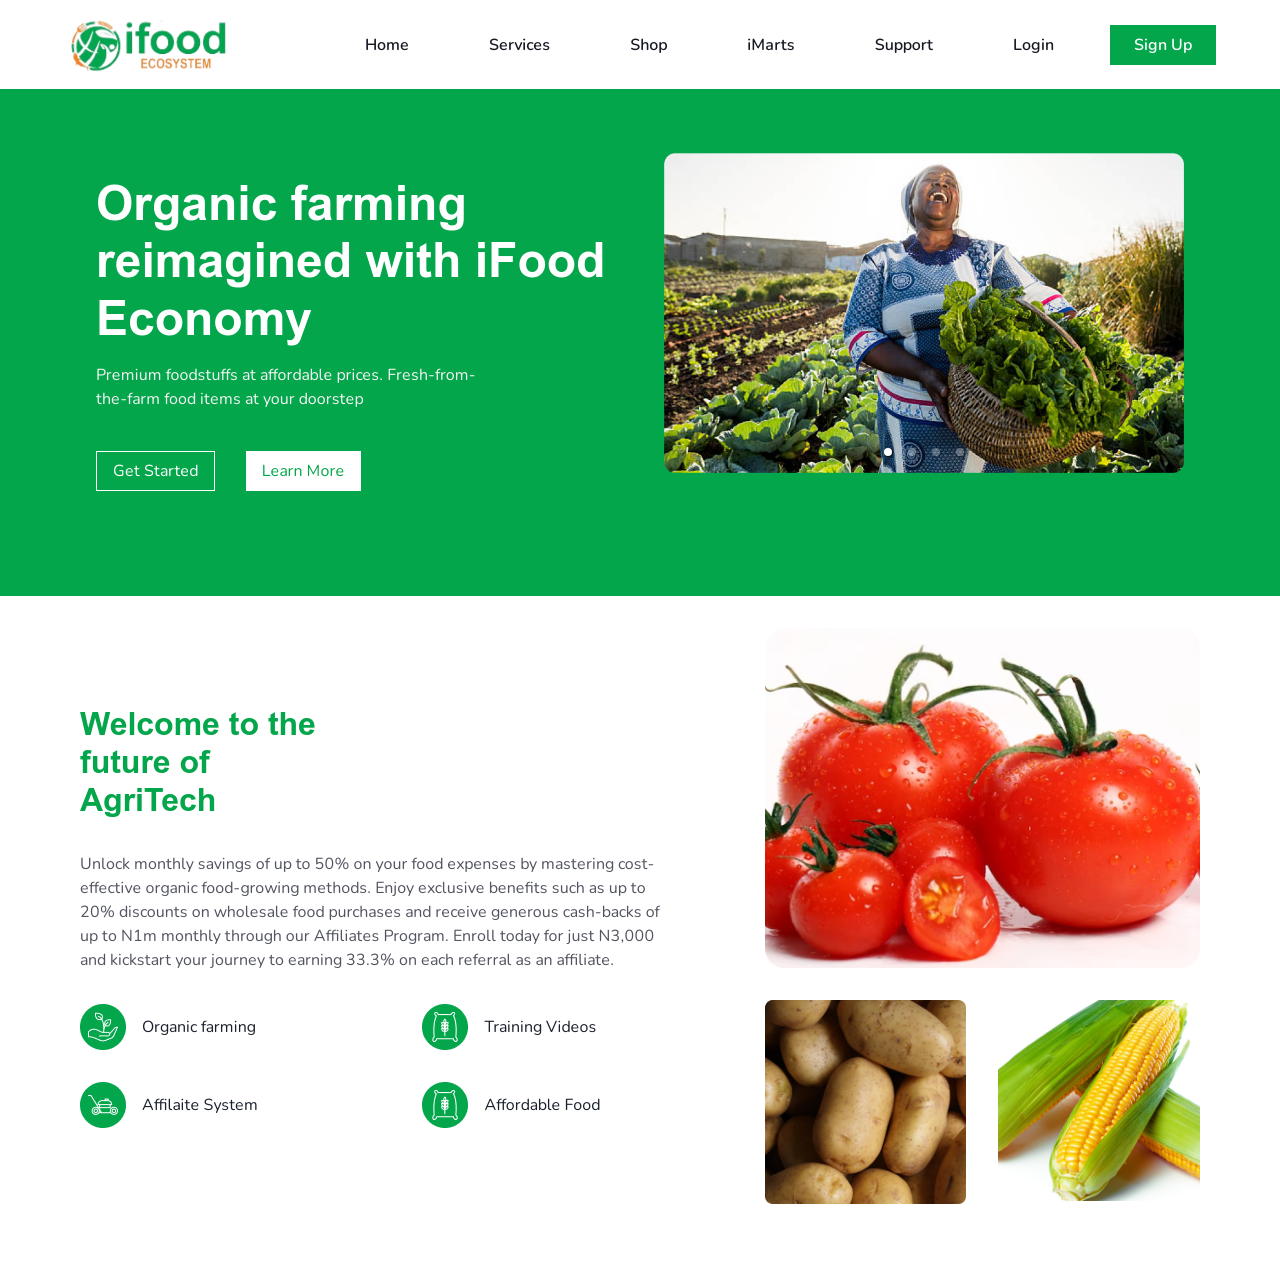 ifood
ECOSYSTEM
Home
Services
Shop
iMarts
Support
Login
Sign Up
Organic farming
reimagined with iFood
Economy
Premium foodstuffs at affordable prices. Fresh-from-
the-farm food items at your doorstep
Get Started
Learn More
Welcome to the
future of
AgriTech
Unlock monthly savings of up to 50% on your food expenses by mastering cost-
effective organic food-growing methods. Enjoy exclusive benefits such as up to
20% discounts on wholesale food purchases and receive generous cash-backs of
up to N1m monthly through our Affiliates Program. Enroll today for just N3,000
and kickstart your journey to earning 33.3% on each referral as an affiliate.
Organic farming
Training Videos
Affilaite System
Affordable Food